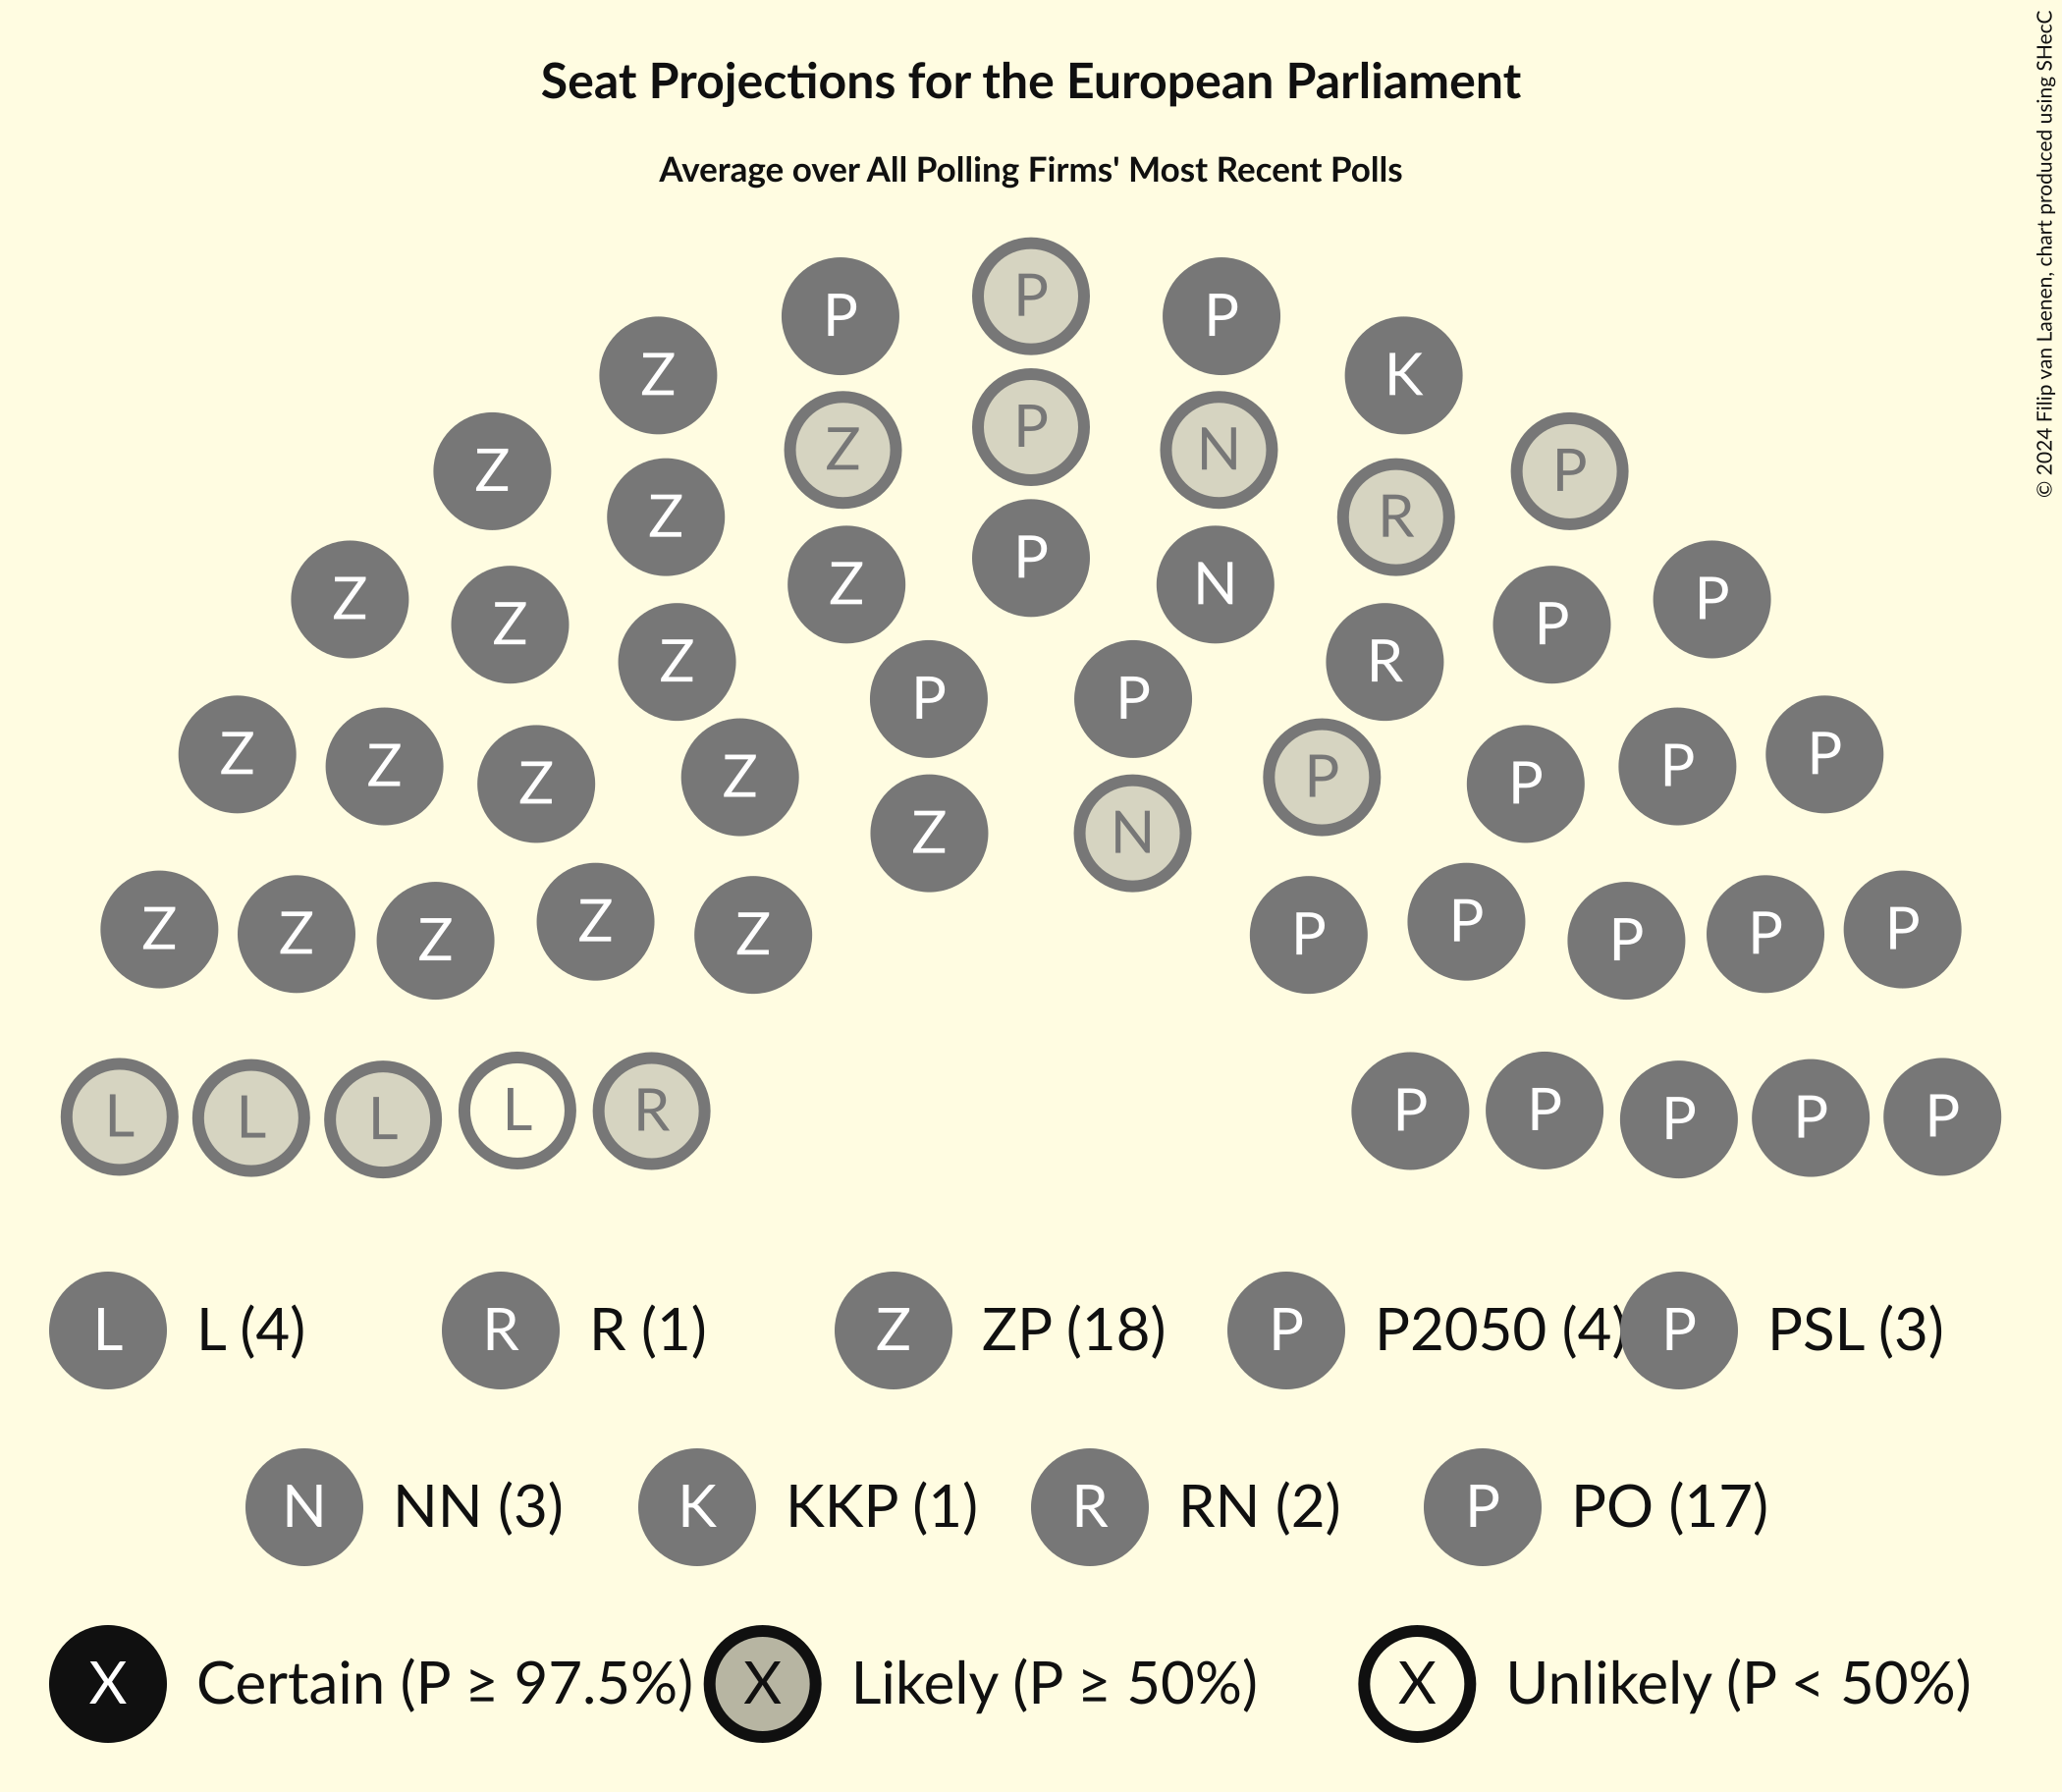 Seat Projections for the European Parliament
Average over All Polling Firms' Most Recent Polls
© 2024 Filip van Laenen, chart produced using SHecC
P
P P
Z K
Z P N
Z P
Z R
P
Z N
Z P
Z P
Z R
P P
Z P
Z P
Z P
Z P
Z N
Z P
Z P
Z P
Z P
Z P
L L L L R P P P P P
L L (4) R R (1) Z ZP (18) P P2050 (4) P PSL (3)
N NN (3) K KKP (1) R RN (2) P PO (17)
X Certain (P ≥ 97.5%) X Likely (P ≥ 50%) X Unlikely (P < 50%)